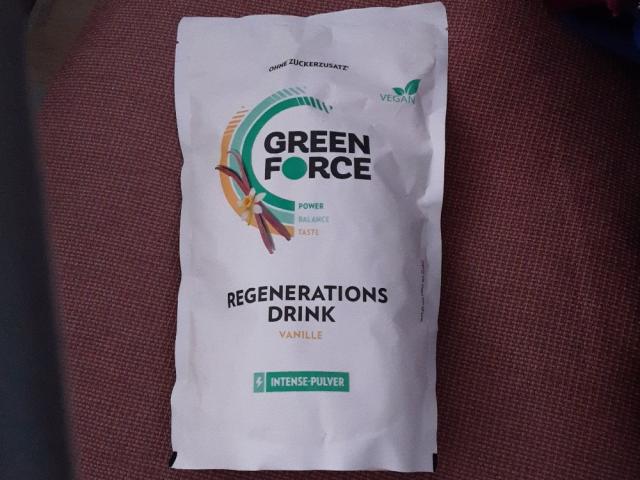 OHNE ZUCKERZUSATZ
VEGAN
GREEN
FORCE
POWER
BALANCE
TASTE
REGENERATIONS
DRINK
VANILLE
INTENSE-PULVER